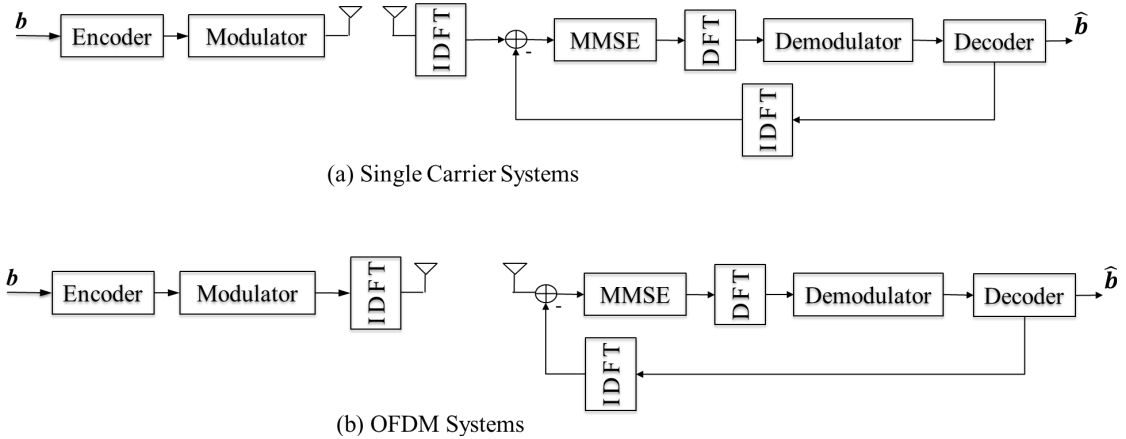 b Encoder Modulator IDFT - MMSE DFT Demodulator Decoder b̂
IDFT
(a) Single Carrier Systems
b Encoder Modulator IDFT - MMSE DFT Demodulator Decoder b̂
IDFT
(b) OFDM Systems